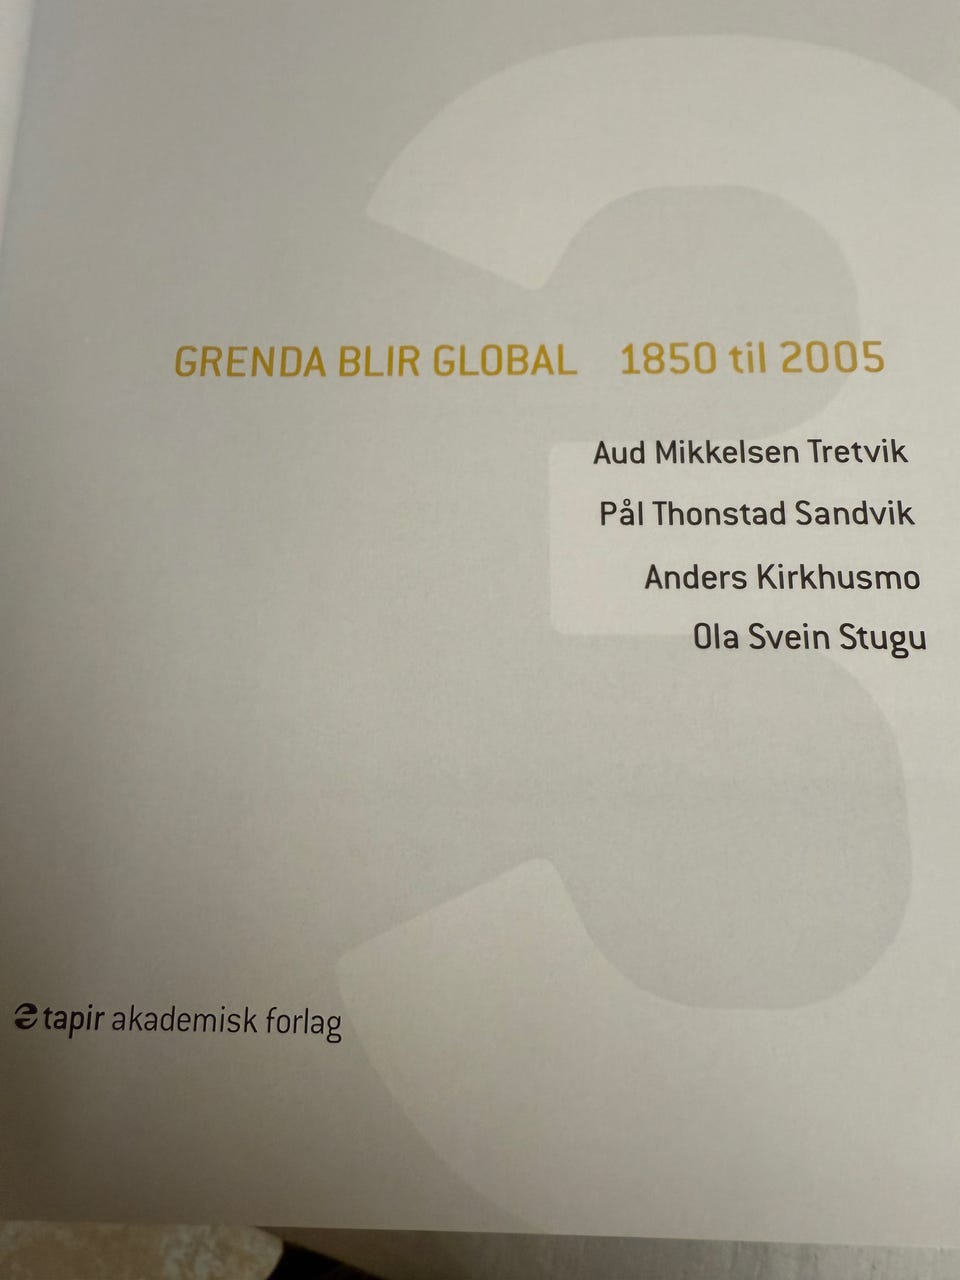 3
GRENDA BLIR GLOBAL 1850 til 2005
Aud Mikkelsen Tretvik
Pål Thonstad Sandvik
Anders Kirkhusmo
Ola Svein Stugu
tapir akademisk forlag